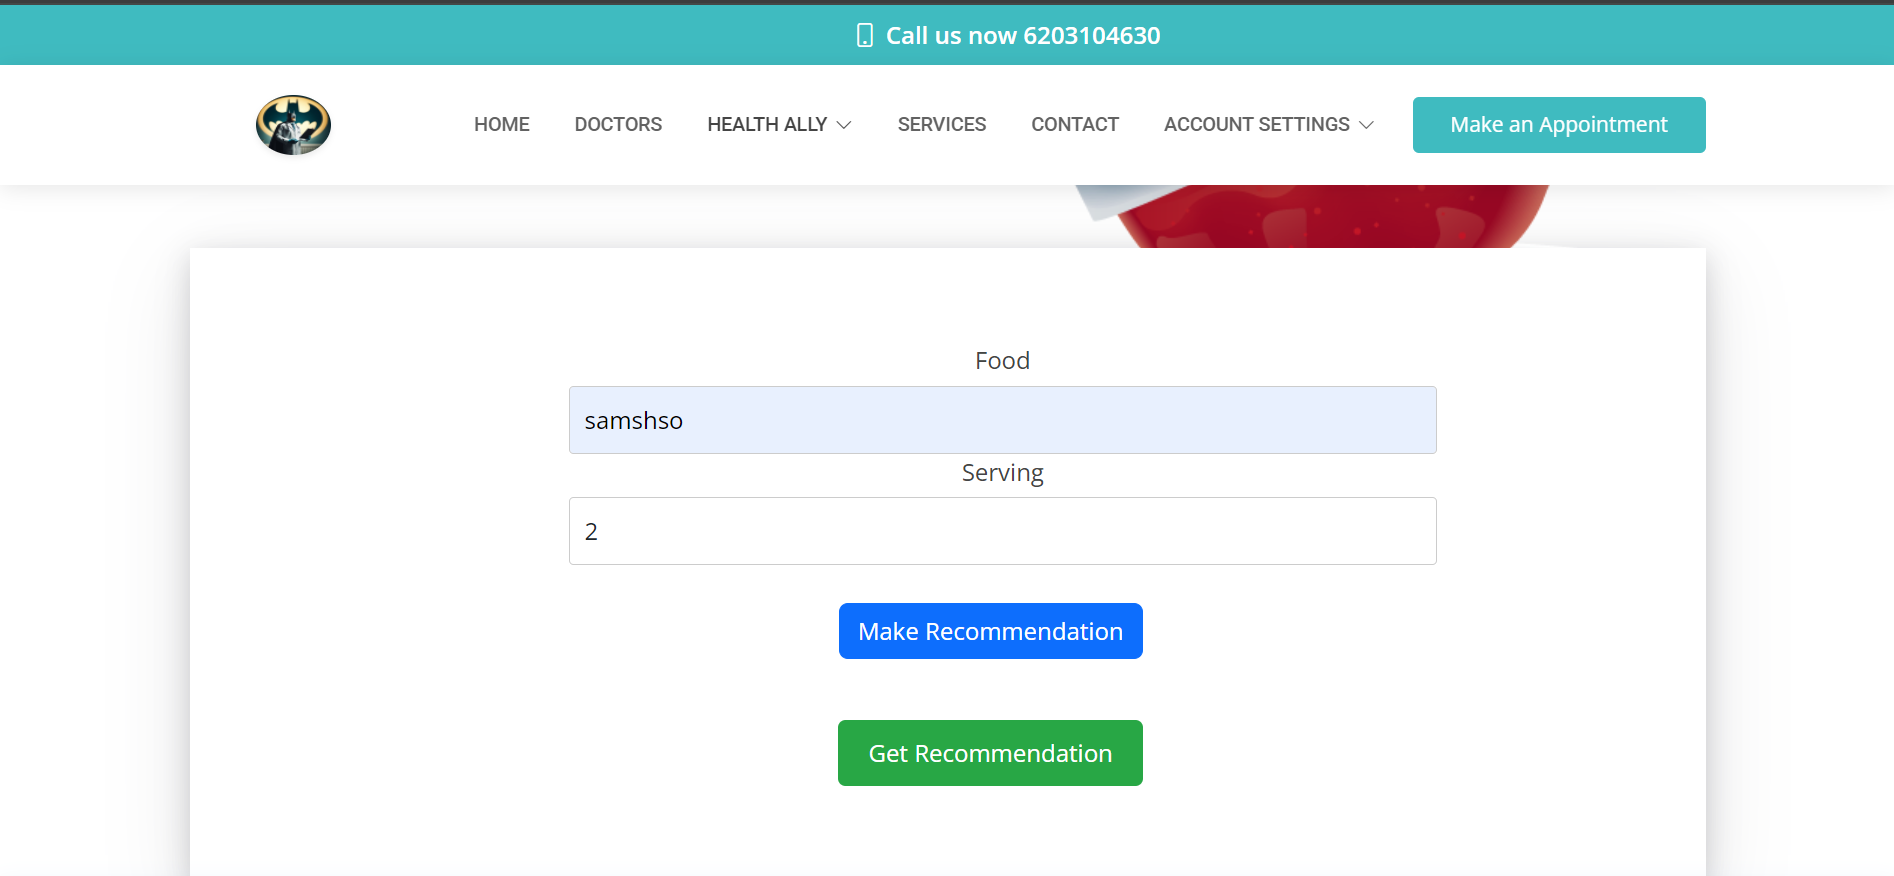 Call us now 6203104630
HOME DOCTORS HEALTH ALLY SERVICES CONTACT ACCOUNT SETTINGS Make an Appointment
Food
samshso
Serving
2
Make Recommendation
Get Recommendation